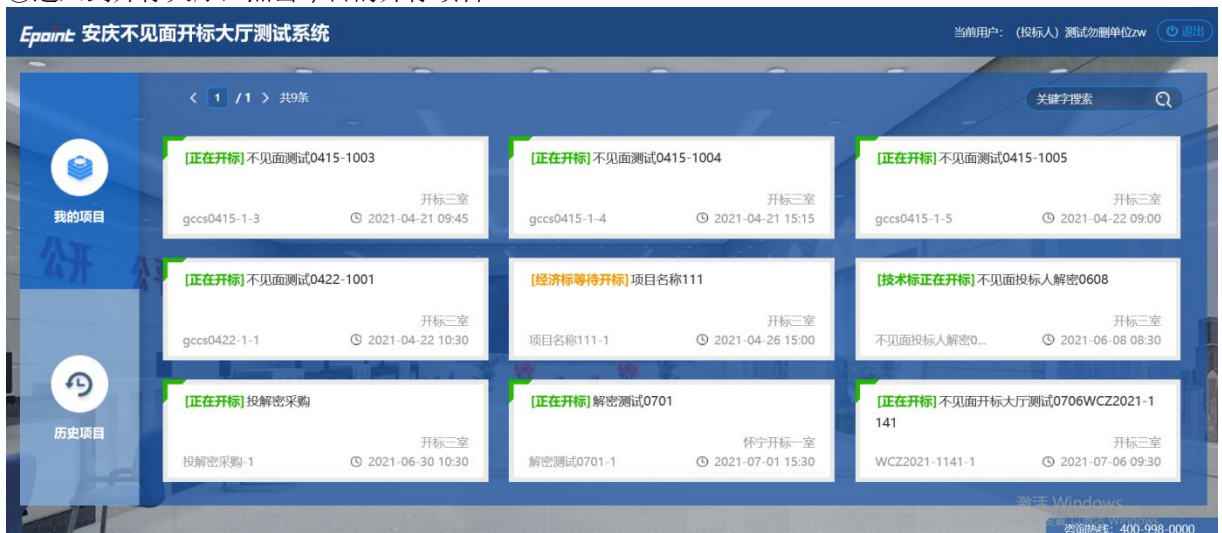 Epoint 安庆不见面开标大厅测试系统
当前用户： (投标人) 测试勿删单位zw
退出
1 /1 共9条
关键字搜索
我的项目
历史项目
[正在开标] 不见面测试0415-1003
开标三室
gccs0415-1-3 2021-04-21 09:45
[正在开标] 不见面测试0415-1004
开标三室
gccs0415-1-4 2021-04-21 15:15
[正在开标] 不见面测试0415-1005
开标三室
gccs0415-1-5 2021-04-22 09:00
[正在开标] 不见面测试0422-1001
开标三室
gccs0422-1-1 2021-04-22 10:30
[经济标等待开标] 项目名称111
开标三室
项目名称111-1 2021-04-26 15:00
[技术标正在开标] 不见面投标人解密0608
开标三室
不见面投标人解密0... 2021-06-08 08:30
[正在开标] 投解密采购
开标三室
投解密采购-1 2021-06-30 10:30
[正在开标] 解密测试0701
怀宁开标一室
解密测试0701-1 2021-07-01 15:30
[正在开标] 不见面开标大厅测试0706WCZ2021-1
141
开标三室
WCZ2021-1141-1 2021-07-06 09:30
公开
激活 Windows
咨询热线：400-998-0000